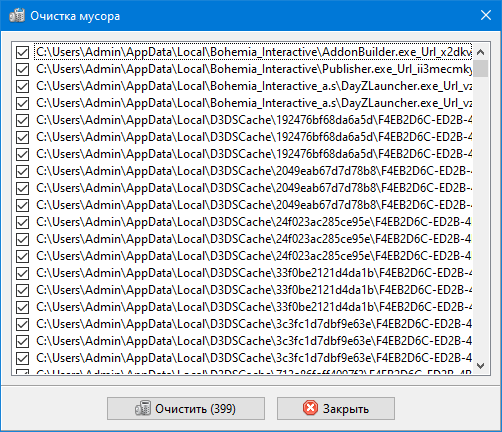 Очистка мусора
C:\Users\Admin\AppData\Local\Bohemia_Interactive\AddonBuilder.exe_Url_x2dkv
C:\Users\Admin\AppData\Local\Bohemia_Interactive\Publisher.exe_Url_ii3mecmky
C:\Users\Admin\AppData\Local\Bohemia_Interactive_a.s\DayZLauncher.exe_Url_vz
C:\Users\Admin\AppData\Local\Bohemia_Interactive_a.s\DayZLauncher.exe_Url_vz
C:\Users\Admin\AppData\Local\D3DSCache\192476bf68da6a5d\F4EB2D6C-ED2B-4
C:\Users\Admin\AppData\Local\D3DSCache\192476bf68da6a5d\F4EB2D6C-ED2B-4
C:\Users\Admin\AppData\Local\D3DSCache\192476bf68da6a5d\F4EB2D6C-ED2B-4
C:\Users\Admin\AppData\Local\D3DSCache\2049eab67d7d78b8\F4EB2D6C-ED2B-4
C:\Users\Admin\AppData\Local\D3DSCache\2049eab67d7d78b8\F4EB2D6C-ED2B-4
C:\Users\Admin\AppData\Local\D3DSCache\2049eab67d7d78b8\F4EB2D6C-ED2B-4
C:\Users\Admin\AppData\Local\D3DSCache\24f023ac285ce95e\F4EB2D6C-ED2B-4
C:\Users\Admin\AppData\Local\D3DSCache\24f023ac285ce95e\F4EB2D6C-ED2B-4
C:\Users\Admin\AppData\Local\D3DSCache\24f023ac285ce95e\F4EB2D6C-ED2B-4
C:\Users\Admin\AppData\Local\D3DSCache\33f0be2121d4da1b\F4EB2D6C-ED2B-4
C:\Users\Admin\AppData\Local\D3DSCache\33f0be2121d4da1b\F4EB2D6C-ED2B-4
C:\Users\Admin\AppData\Local\D3DSCache\33f0be2121d4da1b\F4EB2D6C-ED2B-4
C:\Users\Admin\AppData\Local\D3DSCache\3c3fc1d7dbf9e63e\F4EB2D6C-ED2B-4
C:\Users\Admin\AppData\Local\D3DSCache\3c3fc1d7dbf9e63e\F4EB2D6C-ED2B-4
C:\Users\Admin\AppData\Local\D3DSCache\3c3fc1d7dbf9e63e\F4EB2D6C-ED2B-4
Очистить (399)
Закрыть